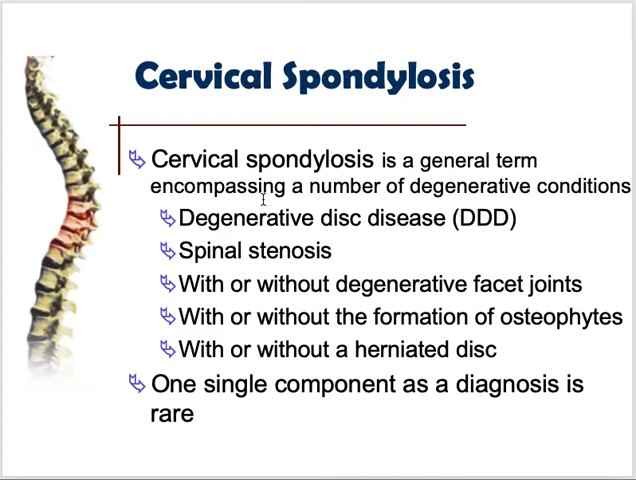 Cervical Spondylosis
Cervical spondylosis is a general term
encompassing a number of degenerative conditions
Degenerative disc disease (DDD)
Spinal stenosis
With or without degenerative facet joints
With or without the formation of osteophytes
With or without a herniated disc
One single component as a diagnosis is
rare